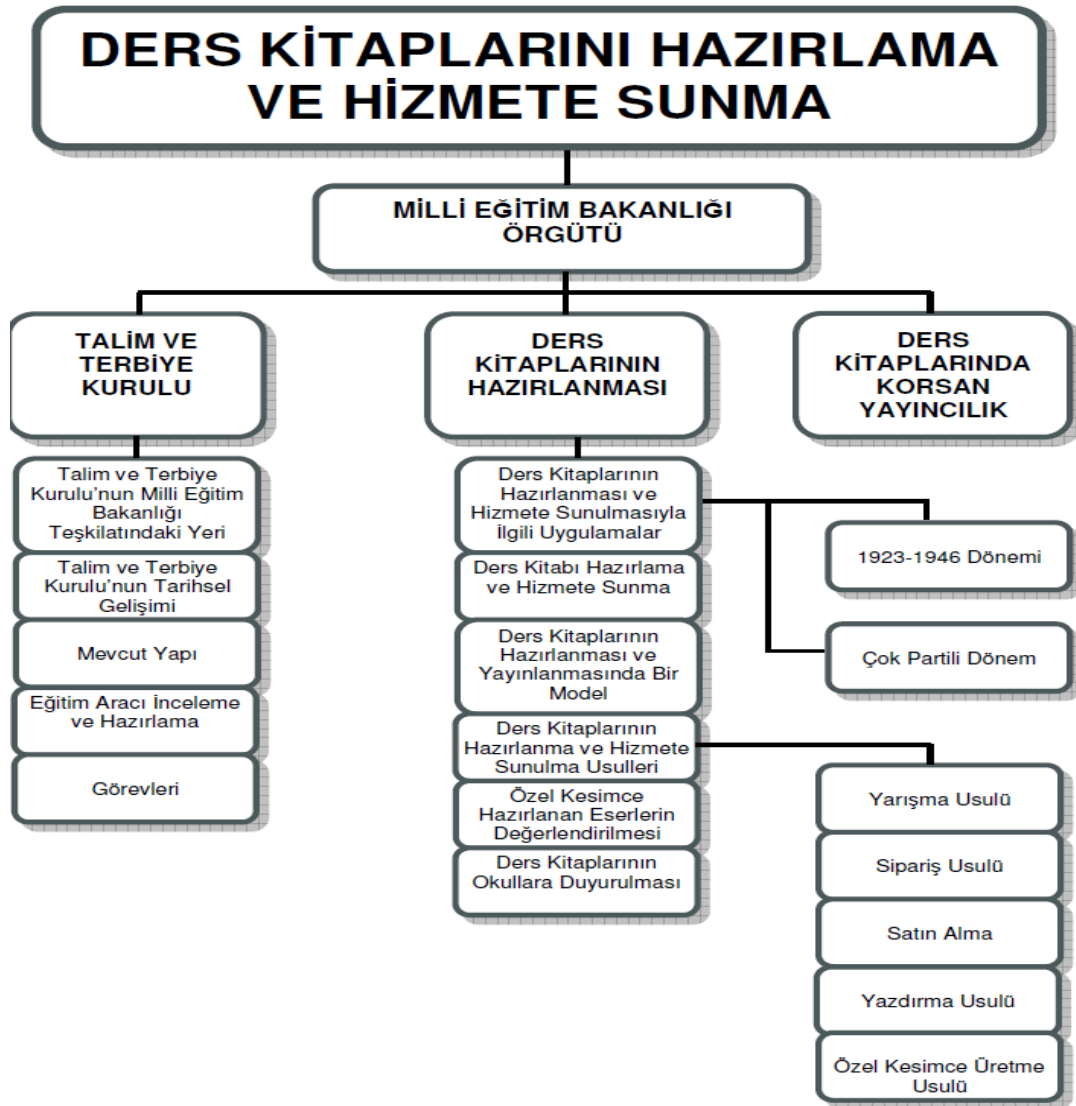 DERS KİTAPLARINI HAZIRLAMA
VE HİZMETE SUNMA
MİLLİ EĞİTİM BAKANLIĞI
ÖRGÜTÜ
TALİM VE
TERBİYE
KURULU
Talim ve Terbiye
Kurulu’nun Milli Eğitim
Bakanlığı
Teşkilatındaki Yeri
Talim ve Terbiye
Kurulu’nun Tarihsel
Gelişimi
Mevcut Yapı
Eğitim Aracı İnceleme
ve Hazırlama
Görevleri
DERS
KİTAPLARININ
HAZIRLANMASI
Ders Kitaplarının
Hazırlanması ve
Hizmete Sunulmasıyla
İlgili Uygulamalar
Ders Kitabı Hazırlama
ve Hizmete Sunma
Ders Kitaplarının
Hazırlanması ve
Yayınlanmasında Bir
Model
Ders Kitaplarının
Hazırlanma ve Hizmete
Sunulma Usulleri
Özel Kesimce
Hazırlanan Eserlerin
Değerlendirilmesi
Ders Kitaplarının
Okullara Duyurulması
DERS
KİTAPLARINDA
KORSAN
YAYINCILIK
1923-1946 Dönemi
Çok Partili Dönem
Yarışma Usulü
Sipariş Usulü
Satın Alma
Yazdırma Usulü
Özel Kesimce Üretme
Usulü